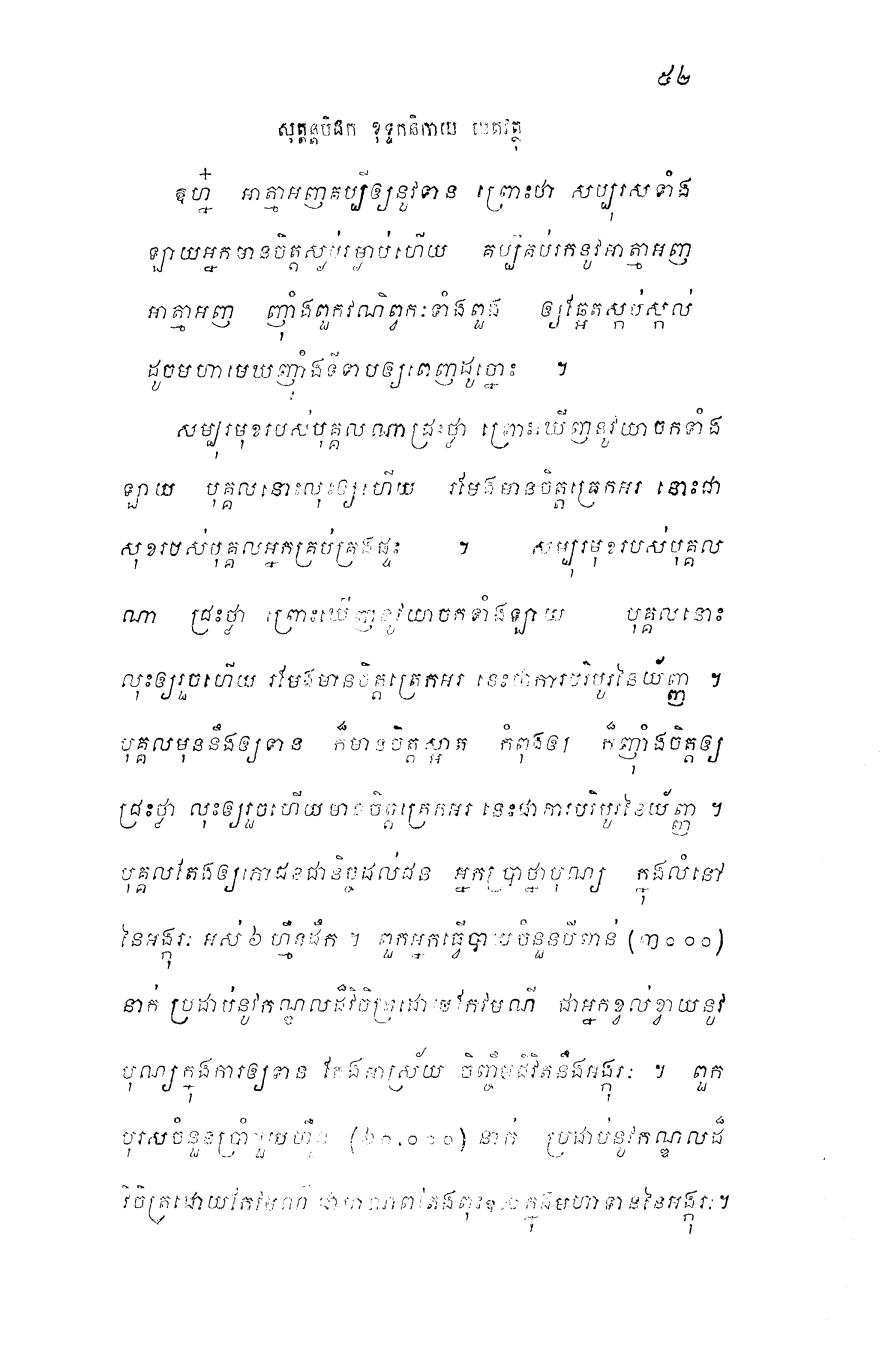 ៥២
សុត្តន្តបិដក ខុទ្ទកនិកាយ បេតវត្ថុ
ឧហ្ន៎ អាត្មាអញគប្បីឲ្យនូវទាន ព្រោះថា សប្បុរសទាំង
ឡាយអ្នកមានចិត្តស្ងប់រម្ងាប់ហើយ គប្បីគប់រកនូវអាត្មាអញ
អាត្មាអញ ញ៉ាំងពួកវណិព្វកៈទាំងពួង ឲ្យឆ្អែតស្កប់ស្កល់
ដូចមហាមេឃញ៉ាំងទីទាបឲ្យពេញដូច្នោះ ។
សម្បុរមុខរបស់បុគ្គលណាជ្រះថ្លា ព្រោះឃើញនូវយាចកទាំង
ឡាយ បុគ្គលនោះលុះឲ្យហើយ រមែងមានចិត្តត្រេកអរ នោះជា
សុខរបស់បុគ្គលអ្នកគ្រប់គ្រងផ្ទះ ។ សម្បុរមុខរបស់បុគ្គល
ណា ជ្រះថ្លា ព្រោះឃើញនូវយាចកទាំងឡាយ បុគ្គលនោះ
លុះឲ្យរួចហើយ រមែងមានចិត្តត្រេកអរ នេះជាការបរិបូរនៃយ័ញ្ញ ។
បុគ្គលមុននឹងឲ្យទាន ក៏មានចិត្តស្អាត កំពុងឲ្យ ក៏ញ៉ាំងចិត្តឲ្យ
ជ្រះថ្លា លុះឲ្យរួចហើយមានចិត្តត្រេកអរ នេះជាការបរិបូរនៃយ័ញ្ញ ។
បុគ្គលតែងឲ្យភោជនជានិច្ចដល់ជន អ្នកប្រាថ្នាបុណ្យ ក្នុងលំនៅ
នៃអង្កុរៈ អស់ ៦ ហ្មឺនដឹក ។ ពួកអ្នកធ្វើបាបចំនួនបីពាន់ (៣០០០)
នាក់ ប្រដាប់នូវកណ្ឌលដ៏វិចិត្រដោយកែវមណី ជាអ្នកខ្វល់ខ្វាយនូវ
បុណ្យក្នុងការឲ្យទាន តែងអាស្រ័យ ចិញ្ចឹមជីវិតនឹងអង្កុរៈ ។ ពួក
បុរសចំនួនប្រាំមួយហ្មឺន (៦០,០០០) នាក់ ប្រដាប់នូវកណ្ឌលដ៏
វិចិត្រដោយកែវមណី តែងពុះឧសក្នុងមហាទាននៃអង្កុរៈ។